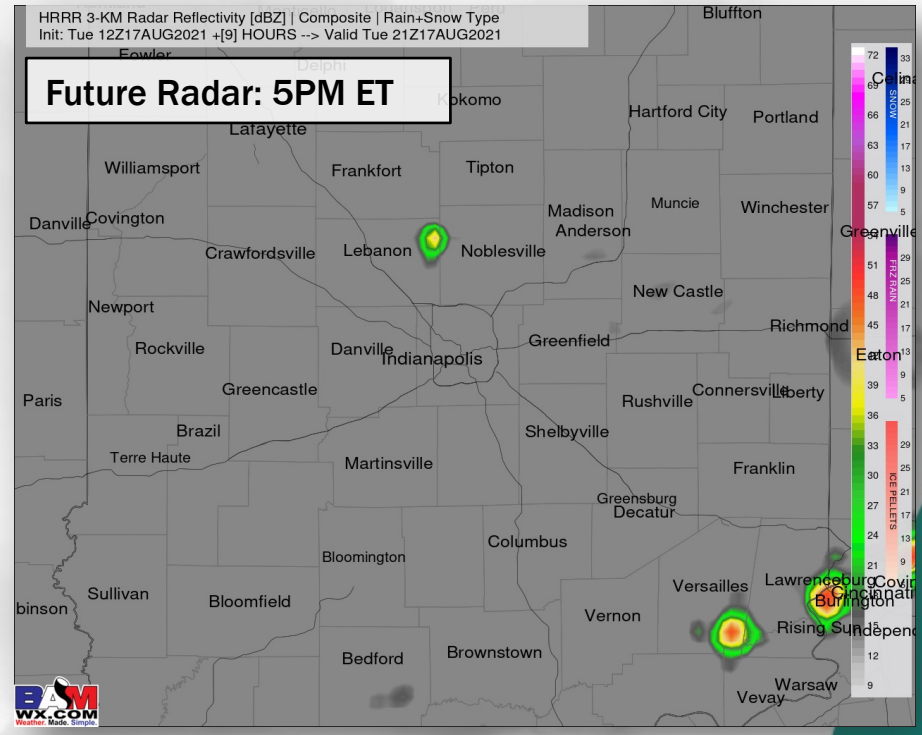 HRRR 3-KM Radar Reflectivity [dBZ] | Composite | Rain+Snow Type
Init: Tue 12Z17AUG2021 +[9] HOURS --> Valid Tue 21Z17AUG2021
Future Radar: 5PM ET
Bluffton
Fowler
Delphi
Kokomo
Hartford City
Portland
Lafayette
Williamsport
Frankfort
Tipton
Muncie
Winchester
Madison
Anderson
Danville
Covington
Greenville
Crawfordsville
Lebanon
Noblesville
New Castle
Newport
Richmond
Rockville
Danville
Indianapolis
Greenfield
Eaton
Greencastle
Connersville
Liberty
Paris
Rushville
Brazil
Shelbyville
Terre Haute
Martinsville
Franklin
Greensburg
Decatur
Columbus
Bloomington
Versailles
Lawrenceburg
Cincinnati
Sullivan
Bloomfield
Burlington
binson
Vernon
Rising Sun
Independ
Bedford
Brownstown
Warsaw
Vevay
72
69
66
63
60
57
51
48
45
39
36
33
30
27
24
21
15
12
9
33
SNOW
25
21
17
13
9
5
FRZ RAIN
29
25
21
17
13
9
5
ICE PELLETS
29
25
21
17
13
9
BAM
WX.COM
Weather. Made. Simple.